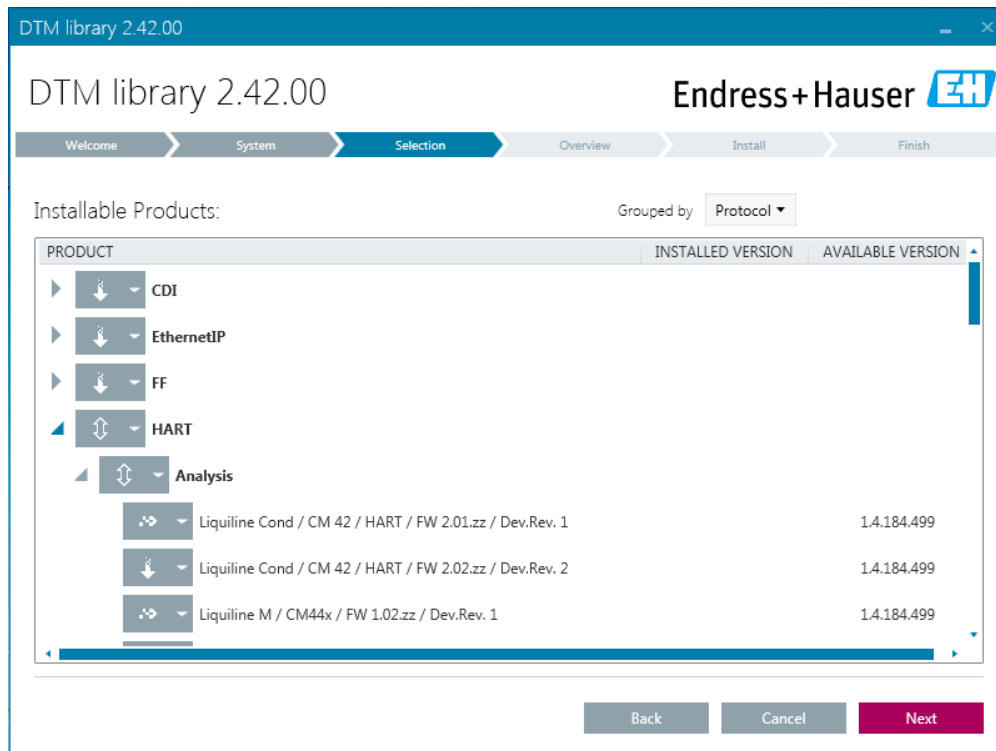 DTM library 2.42.00
DTM library 2.42.00
Endress+Hauser EH
Welcome System Selection Overview Install Finish
Installable Products: Grouped by Protocol
PRODUCT INSTALLED VERSION AVAILABLE VERSION
CDI
EthernetIP
FF
HART
Analysis
Liquiline Cond / CM 42 / HART / FW 2.01.zz / Dev.Rev. 1 1.4.184.499
Liquiline Cond / CM 42 / HART / FW 2.02.zz / Dev.Rev. 2 1.4.184.499
Liquiline M / CM44x / FW 1.02.zz / Dev.Rev. 1 1.4.184.499
Back Cancel Next